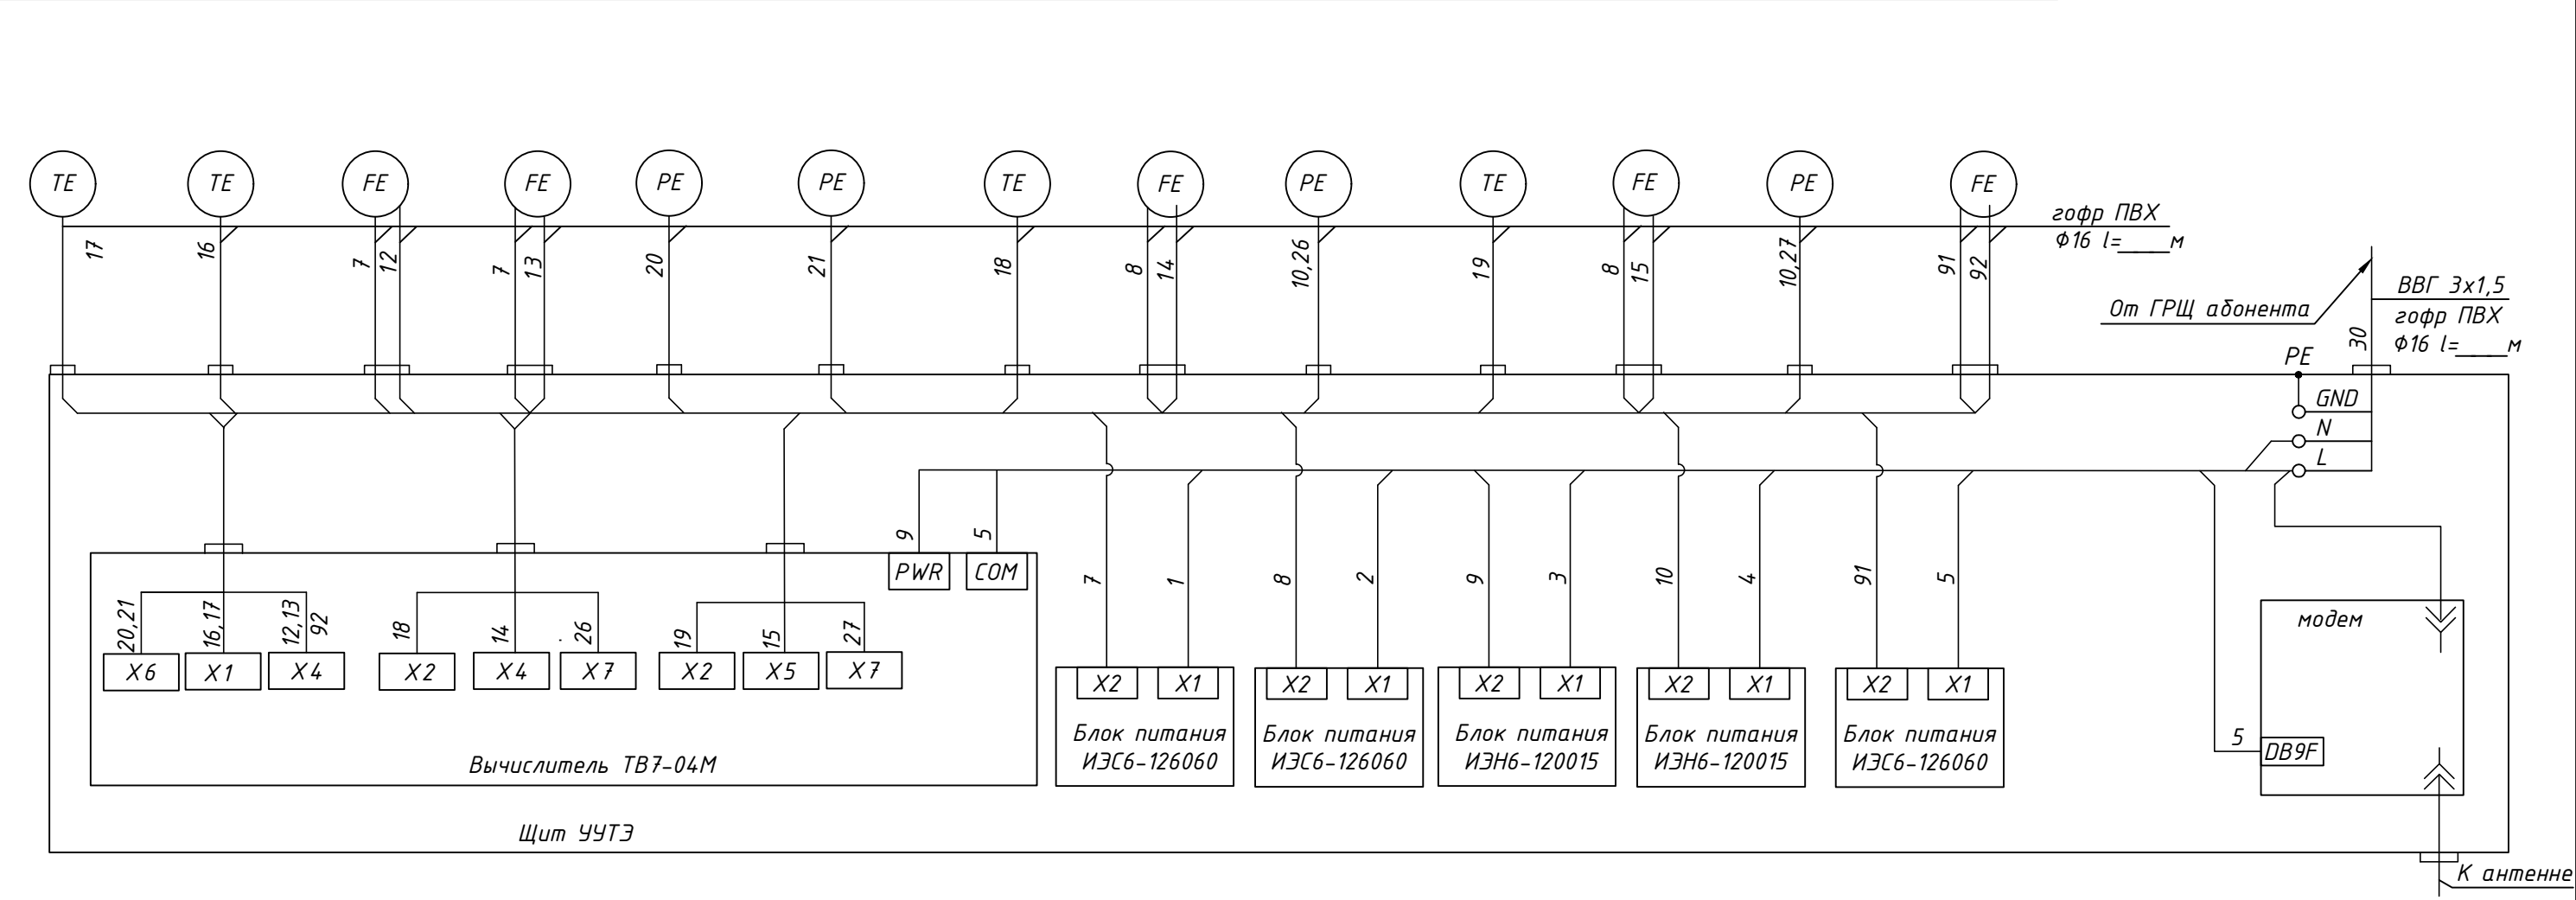 TE TE FE FE PE PE TE FE PE TE FE PE FE
гофр ПВХ
Ф16 l=____м
17 16 7 12 7 13 20 21 18 8 14 10,26 19 8 15 10,27 91 92
От ГРЩ абонента
ВВГ 3х1,5
гофр ПВХ
Ф16 l=____м
30
PE
GND
N
L
9 5
PWR COM
7 1 8 2 9 3 10 4 91 5
20,21 16,17 12,13 92 18 14 26 19 15 27
X6 X1 X4 X2 X4 X7 X2 X5 X7
X2 X1 X2 X1 X2 X1 X2 X1 X2 X1
модем
5
DB9F
Блок питания
ИЭС6-126060
Блок питания
ИЭС6-126060
Блок питания
ИЭН6-120015
Блок питания
ИЭН6-120015
Блок питания
ИЭС6-126060
Вычислитель ТВ7-04М
Щит УУТЭ
К антенне